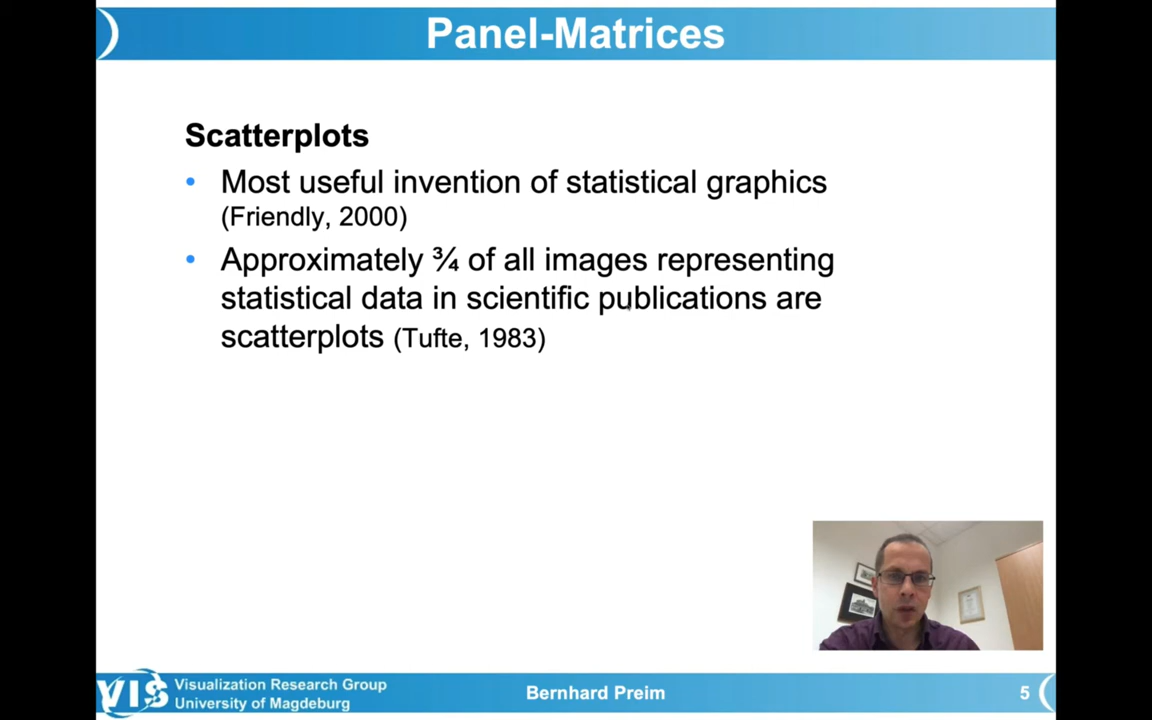 Panel-Matrices
Scatterplots
• Most useful invention of statistical graphics
(Friendly, 2000)
• Approximately ¾ of all images representing
statistical data in scientific publications are
scatterplots (Tufte, 1983)
VIS
Visualization Research Group
University of Magdeburg
Bernhard Preim
5